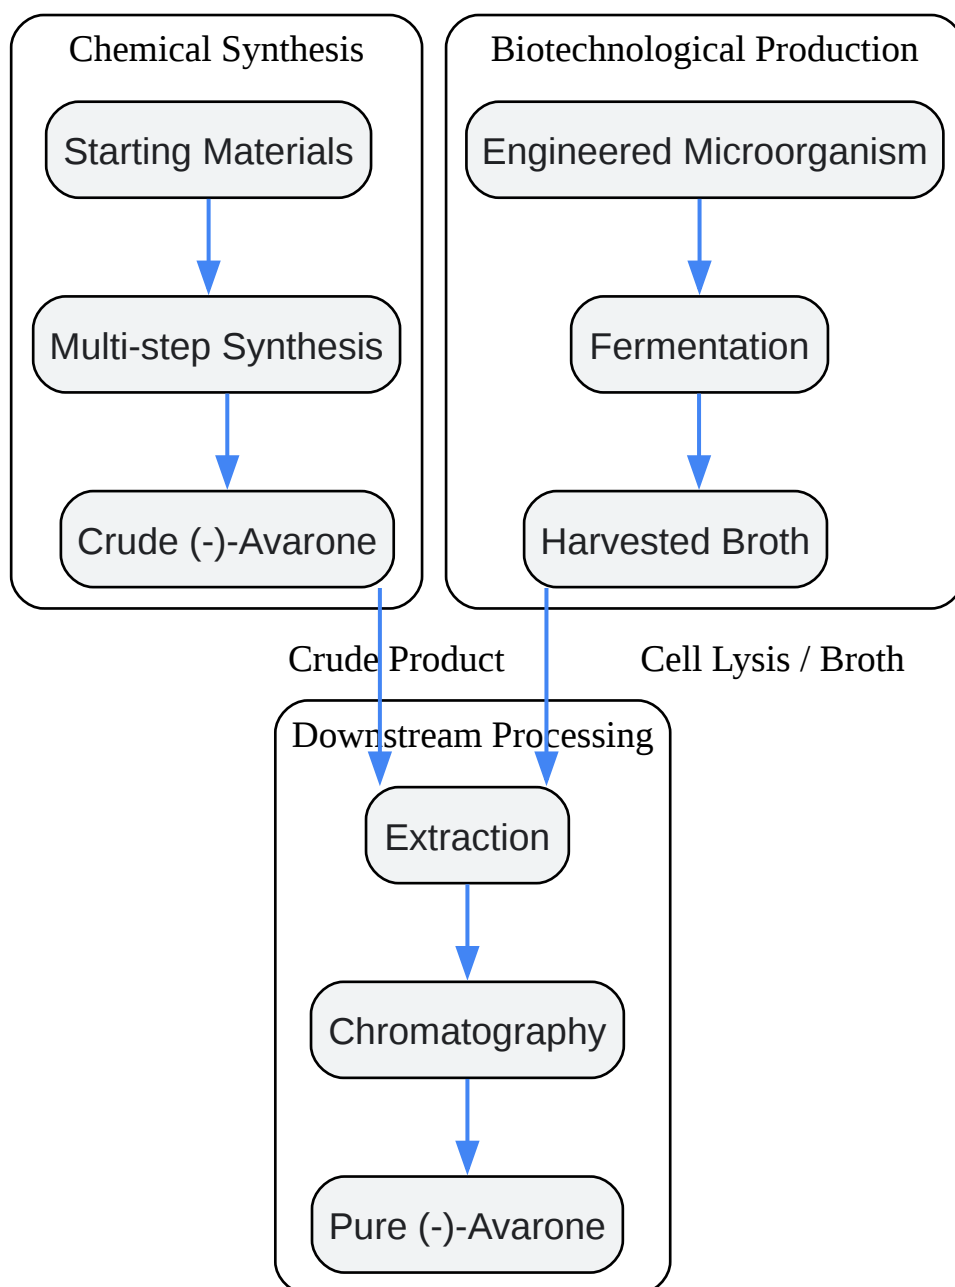 Chemical Synthesis
Starting Materials
Multi-step Synthesis
Crude (-)-Avarone
Biotechnological Production
Engineered Microorganism
Fermentation
Harvested Broth
Crude Product
Cell Lysis / Broth
Downstream Processing
Extraction
Chromatography
Pure (-)-Avarone